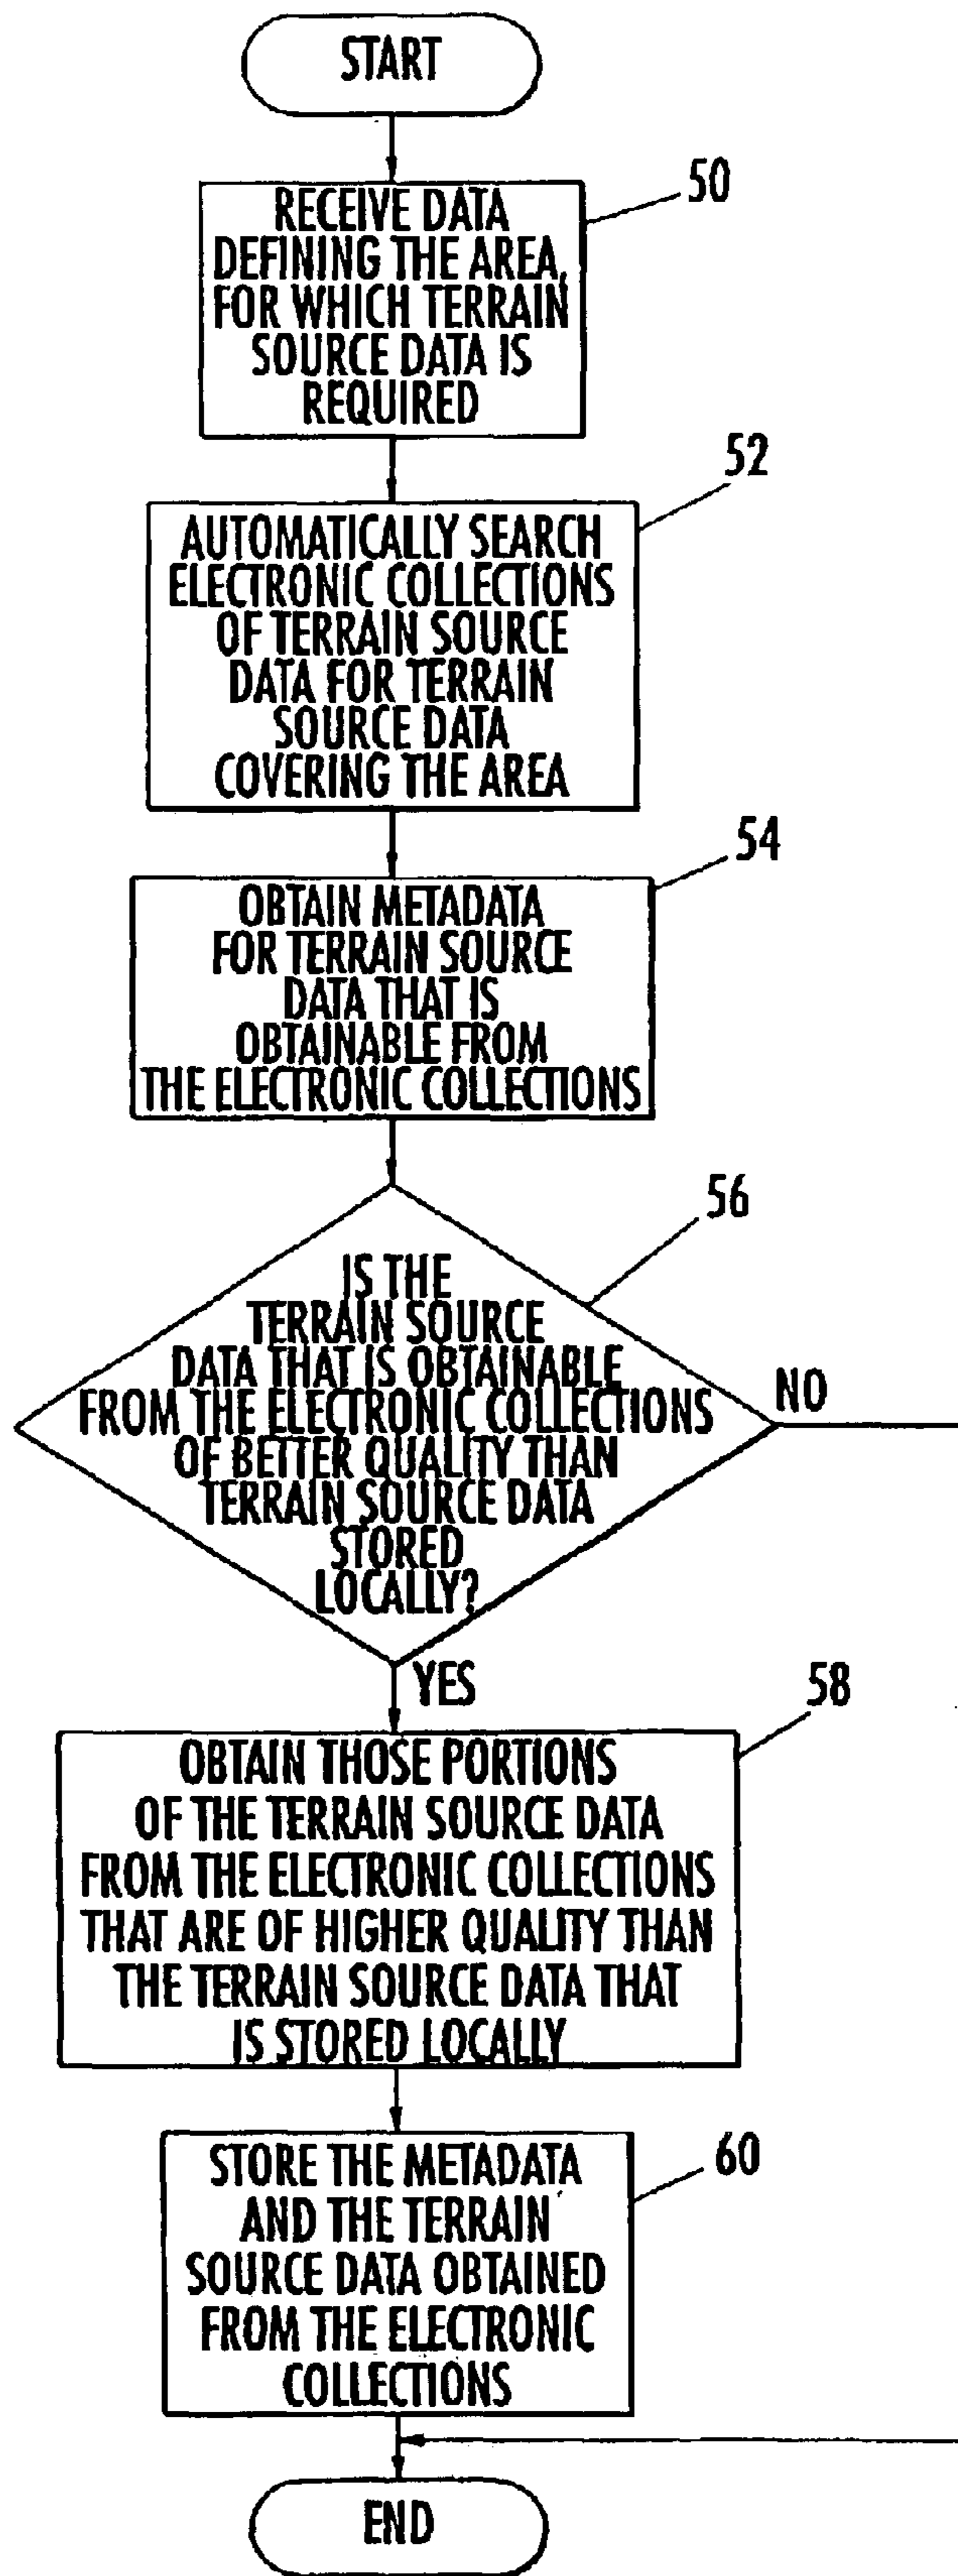 START
50
RECEIVE DATA
DEFINING THE AREA,
FOR WHICH TERRAIN
SOURCE DATA IS
REQUIRED
52
AUTOMATICALLY SEARCH
ELECTRONIC COLLECTIONS
OF TERRAIN SOURCE
DATA FOR TERRAIN
SOURCE DATA
COVERING THE AREA
54
OBTAIN METADATA
FOR TERRAIN SOURCE
DATA THAT IS
OBTAINABLE FROM
THE ELECTRONIC COLLECTIONS
56
IS THE
TERRAIN SOURCE
DATA THAT IS OBTAINABLE
FROM THE ELECTRONIC COLLECTIONS
OF BETTER QUALITY THAN
TERRAIN SOURCE DATA
STORED
LOCALLY?
NO
YES
58
OBTAIN THOSE PORTIONS
OF THE TERRAIN SOURCE DATA
FROM THE ELECTRONIC COLLECTIONS
THAT ARE OF HIGHER QUALITY THAN
THE TERRAIN SOURCE DATA THAT
IS STORED LOCALLY
60
STORE THE METADATA
AND THE TERRAIN
SOURCE DATA OBTAINED
FROM THE ELECTRONIC
COLLECTIONS
END